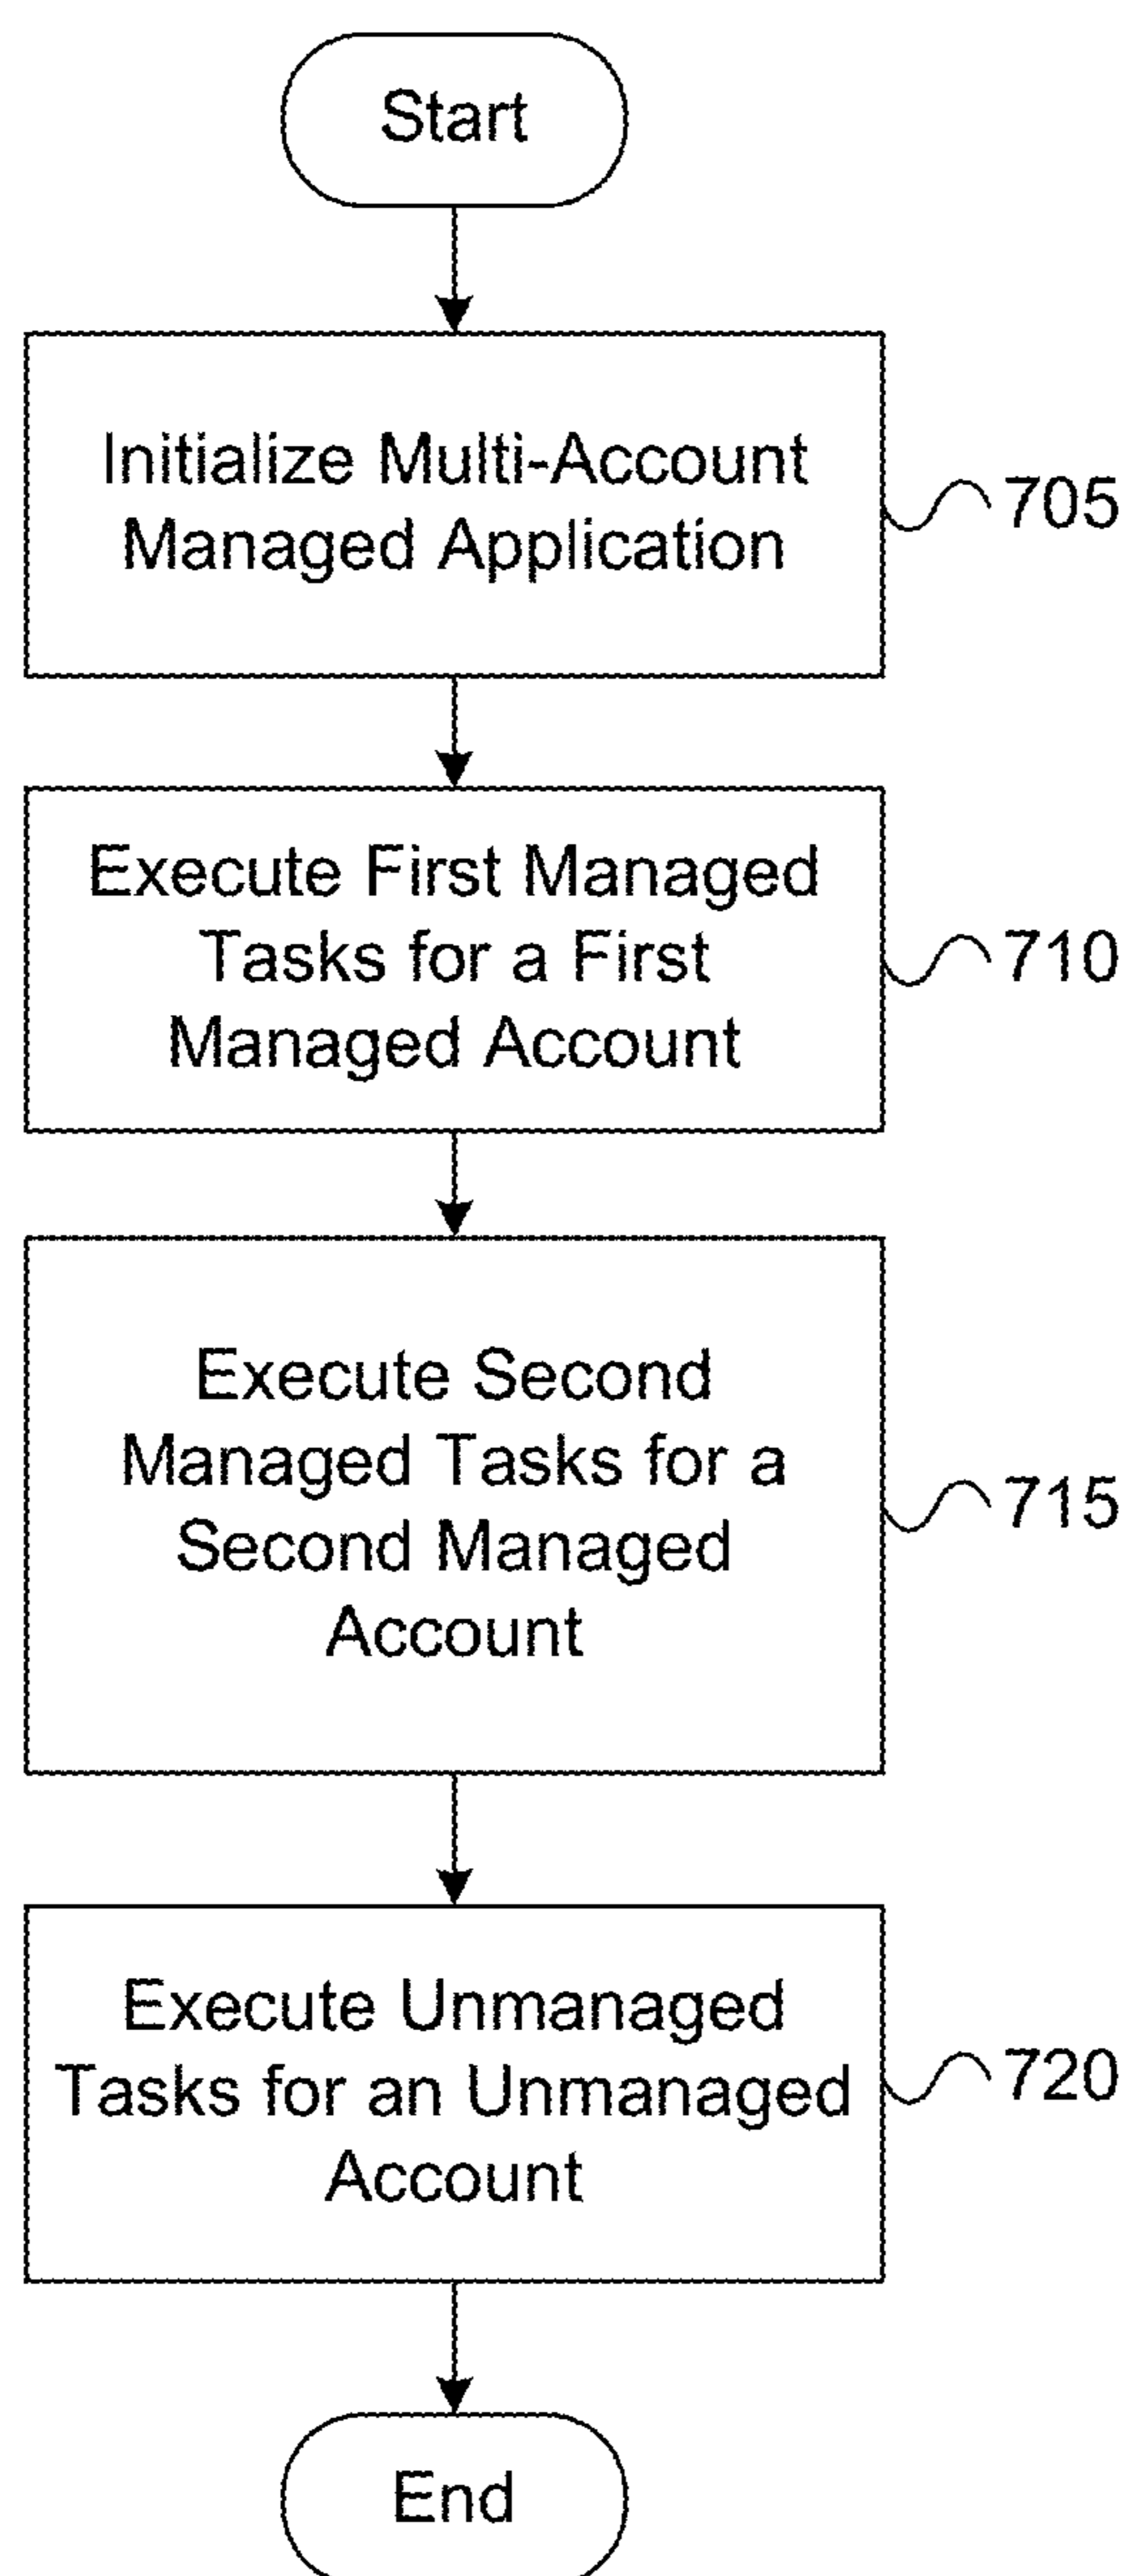 Start
Initialize Multi-Account
Managed Application
705
Execute First Managed
Tasks for a First
Managed Account
710
Execute Second
Managed Tasks for a
Second Managed
Account
715
Execute Unmanaged
Tasks for an Unmanaged
Account
720
End